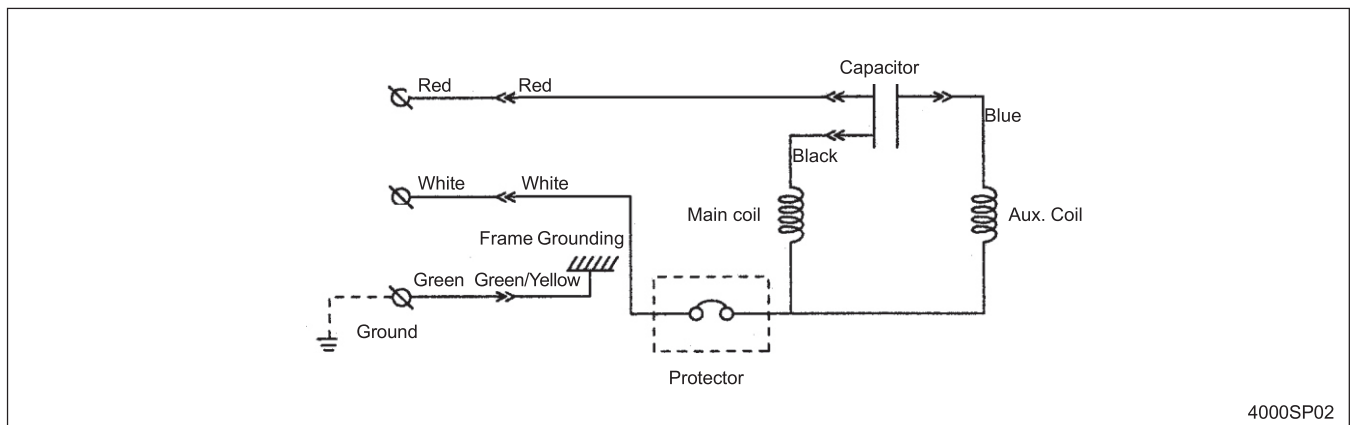 Capacitor
Red Red
Blue
Black
White White
Main coil Aux. Coil
Frame Grounding
Green Green/Yellow
Ground
Protector
4000SP02